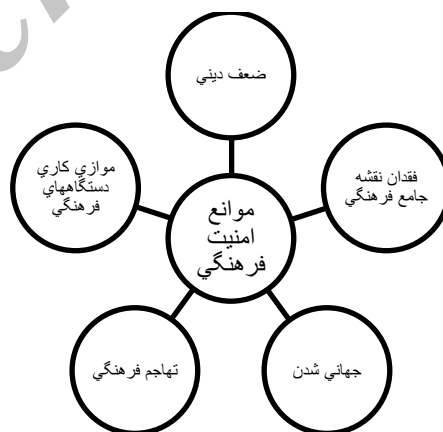 ضعف ديني
فقدان نقشه
جامع فرهنگي
موازي كاري
دستگاههاي
فرهنگي
موانع
امنيت
فرهنگي
جهاني شدن
تهاجم فرهنگي